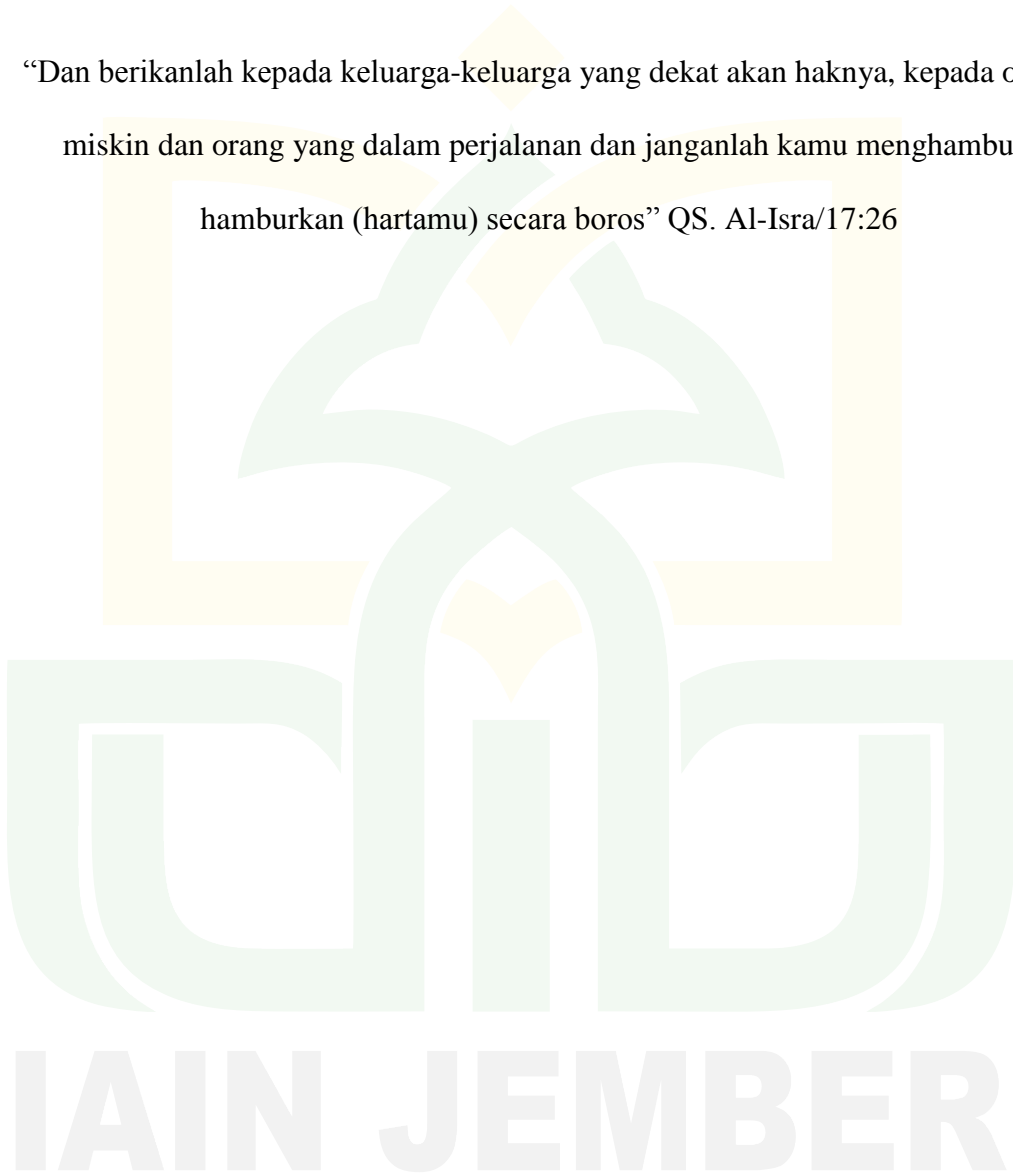 “Dan berikanlah kepada keluarga-keluarga yang dekat akan haknya, kepada
miskin dan orang yang dalam perjalanan dan janganlah kamu
hamburkan (hartamu) secara boros” QS. Al-Isra/17:26
IAIN JEMBER